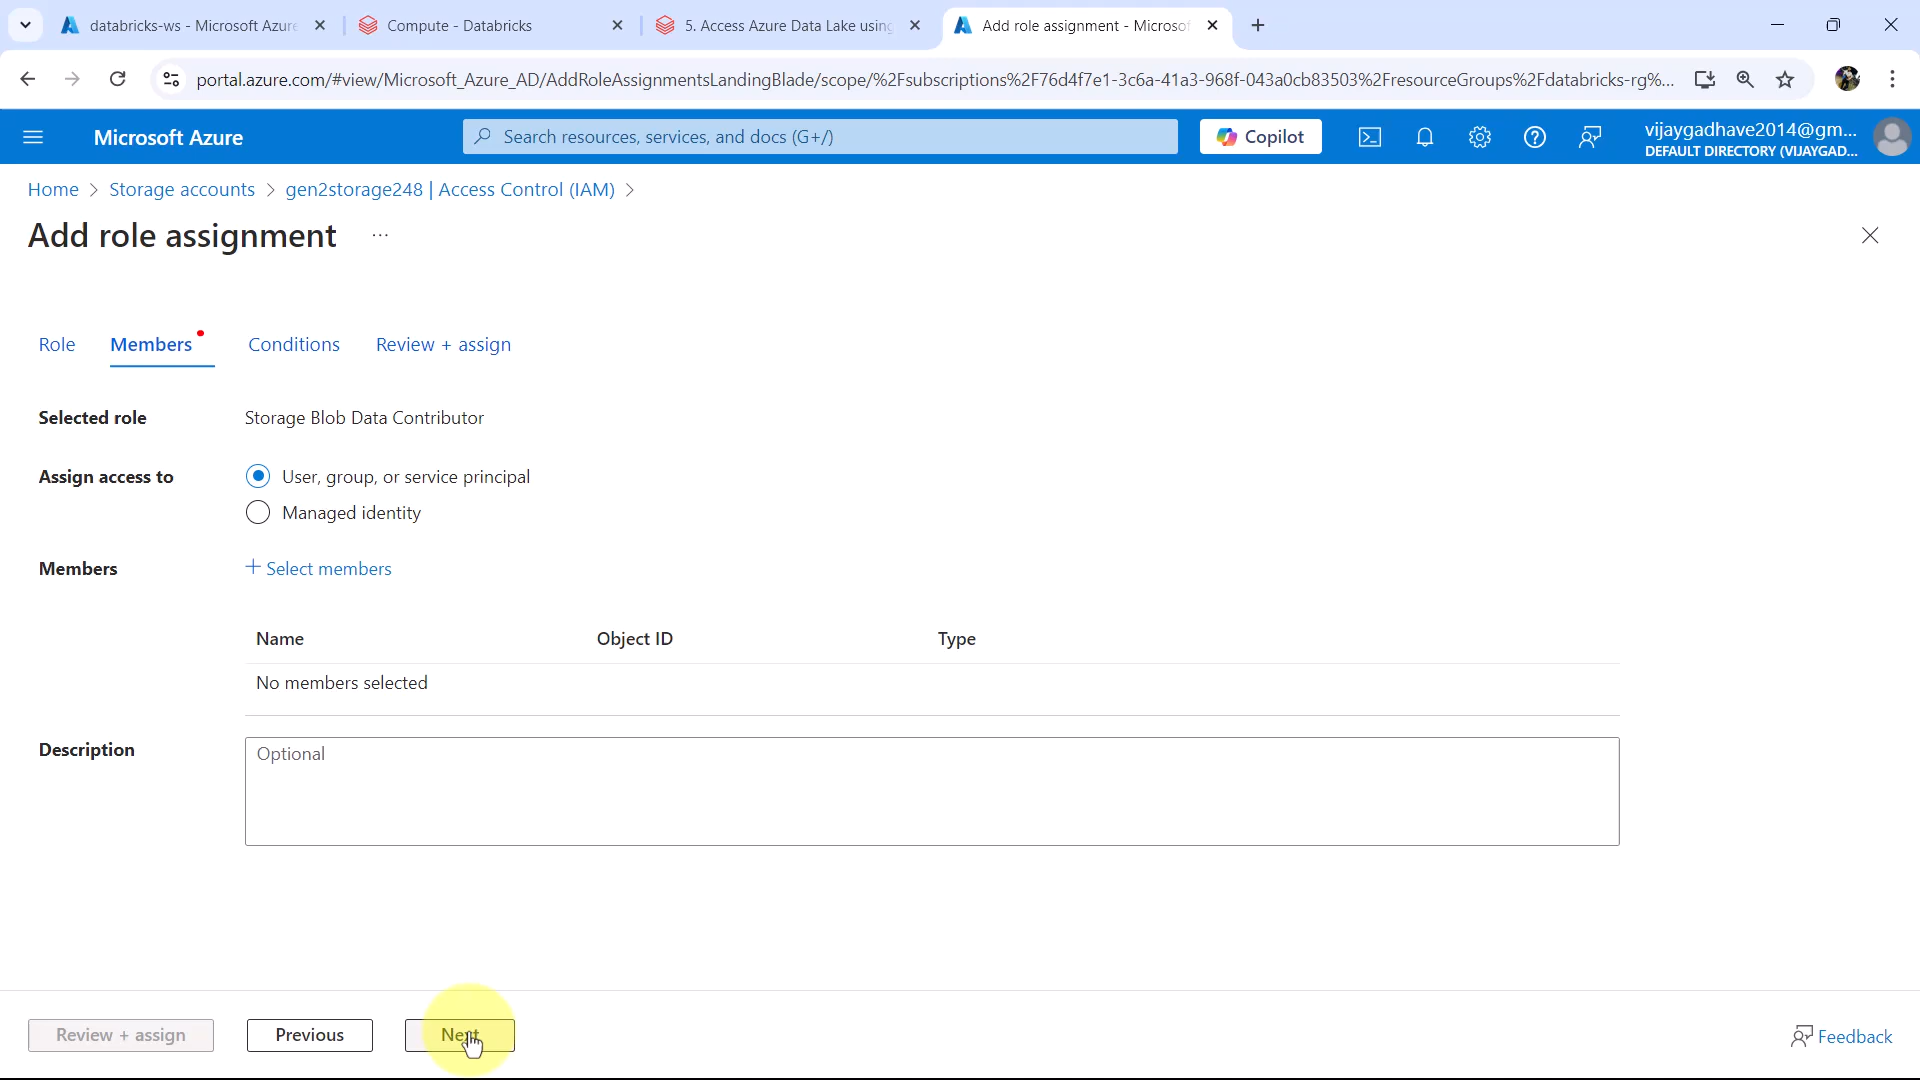 databricks-ws - Microsoft Azure
Compute - Databricks
5. Access Azure Data Lake using
Add role assignment - Microsof
portal.azure.com/#view/Microsoft_Azure_AD/AddRoleAssignmentsLandingBlade/scope/%2Fsubscriptions%2F76d4f7e1-3c6a-41a3-968f-043a0cb83503%2FresourceGroups%2Fdatabricks-rg%...
Microsoft Azure
Search resources, services, and docs (G+/)
Copilot
vijaygadhave2014@gm...
DEFAULT DIRECTORY (VIJAYGAD...
Home > Storage accounts > gen2storage248 | Access Control (IAM) >
Add role assignment ...
Role
Members
Conditions
Review + assign
Selected role
Storage Blob Data Contributor
Assign access to
User, group, or service principal
Managed identity
Members
+ Select members
Name
Object ID
Type
No members selected
Description
Optional
Review + assign
Previous
Next
Feedback